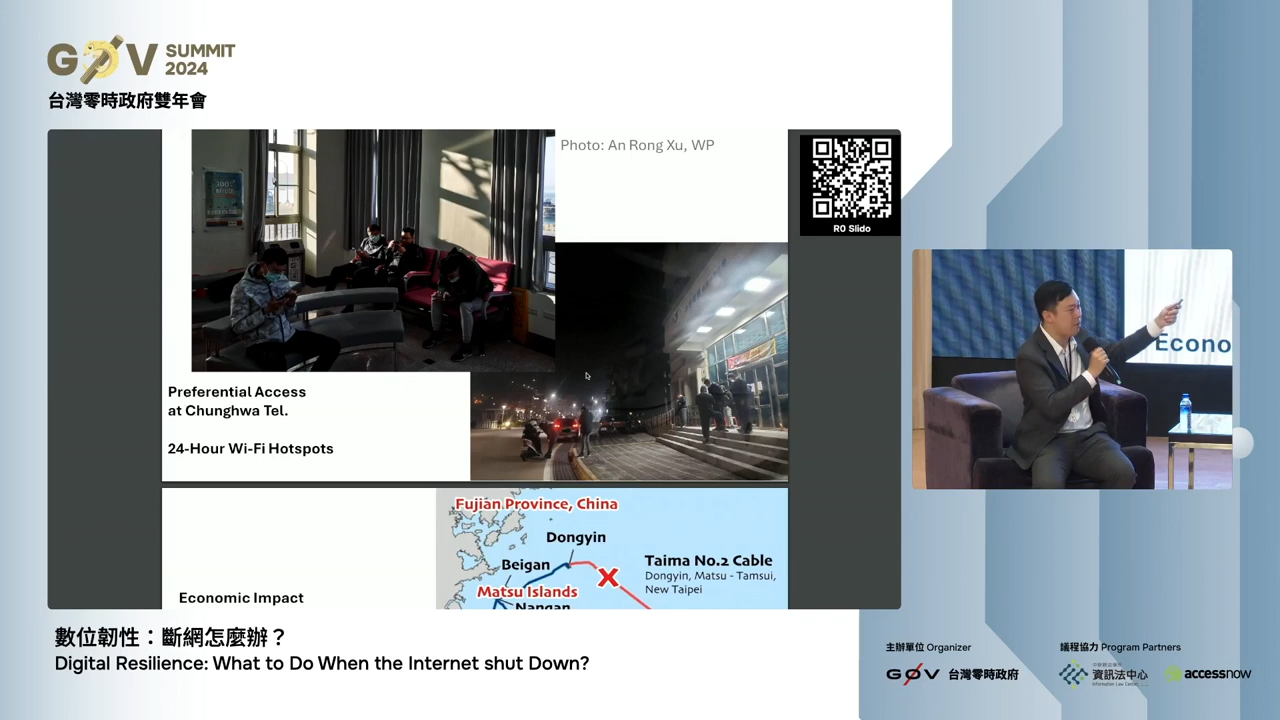 GØV SUMMIT
2024
台灣零時政府雙年會
Photo: An Rong Xu, WP
R0 Slido
Preferential Access
at Chunghwa Tel.
24-Hour Wi-Fi Hotspots
Economic Impact
Fujian Province, China
Dongyin
Beigan
Matsu Islands
Nangan
Taima No.2 Cable
Dongyin, Matsu - Tamsui,
New Taipei
Econo
數位韌性：斷網怎麼辦？
Digital Resilience: What to Do When the Internet shut Down?
主辦單位 Organizer
GØV 台灣零時政府
議程協力 Program Partners
資訊法中心
accessnow